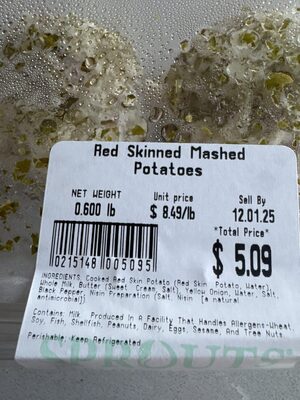 Red Skinned Mashed
Potatoes
NET WEIGHT
0.600 lb
Unit price
$ 8.49/lb
Sell By
12.01.25
*Total Price*
$ 5.09
0215148 005095
INGREDIENTS: Cooked Red Skin Potato (Red Skin Potato, Water),
Whole Milk, Butter (Sweet Cream, Salt), Yellow Onion, Water, Salt,
Black Pepper, Nisin Preparation (Salt, Nisin [a natural
antimicrobial])
Contains: Milk. Produced In A Facility That Handles Allergens-Wheat,
Soy, Fish, Shellfish, Peanuts, Dairy, Eggs, Sesame, And Tree Nuts
Perishable Keep Refrigerated
SPROUTS